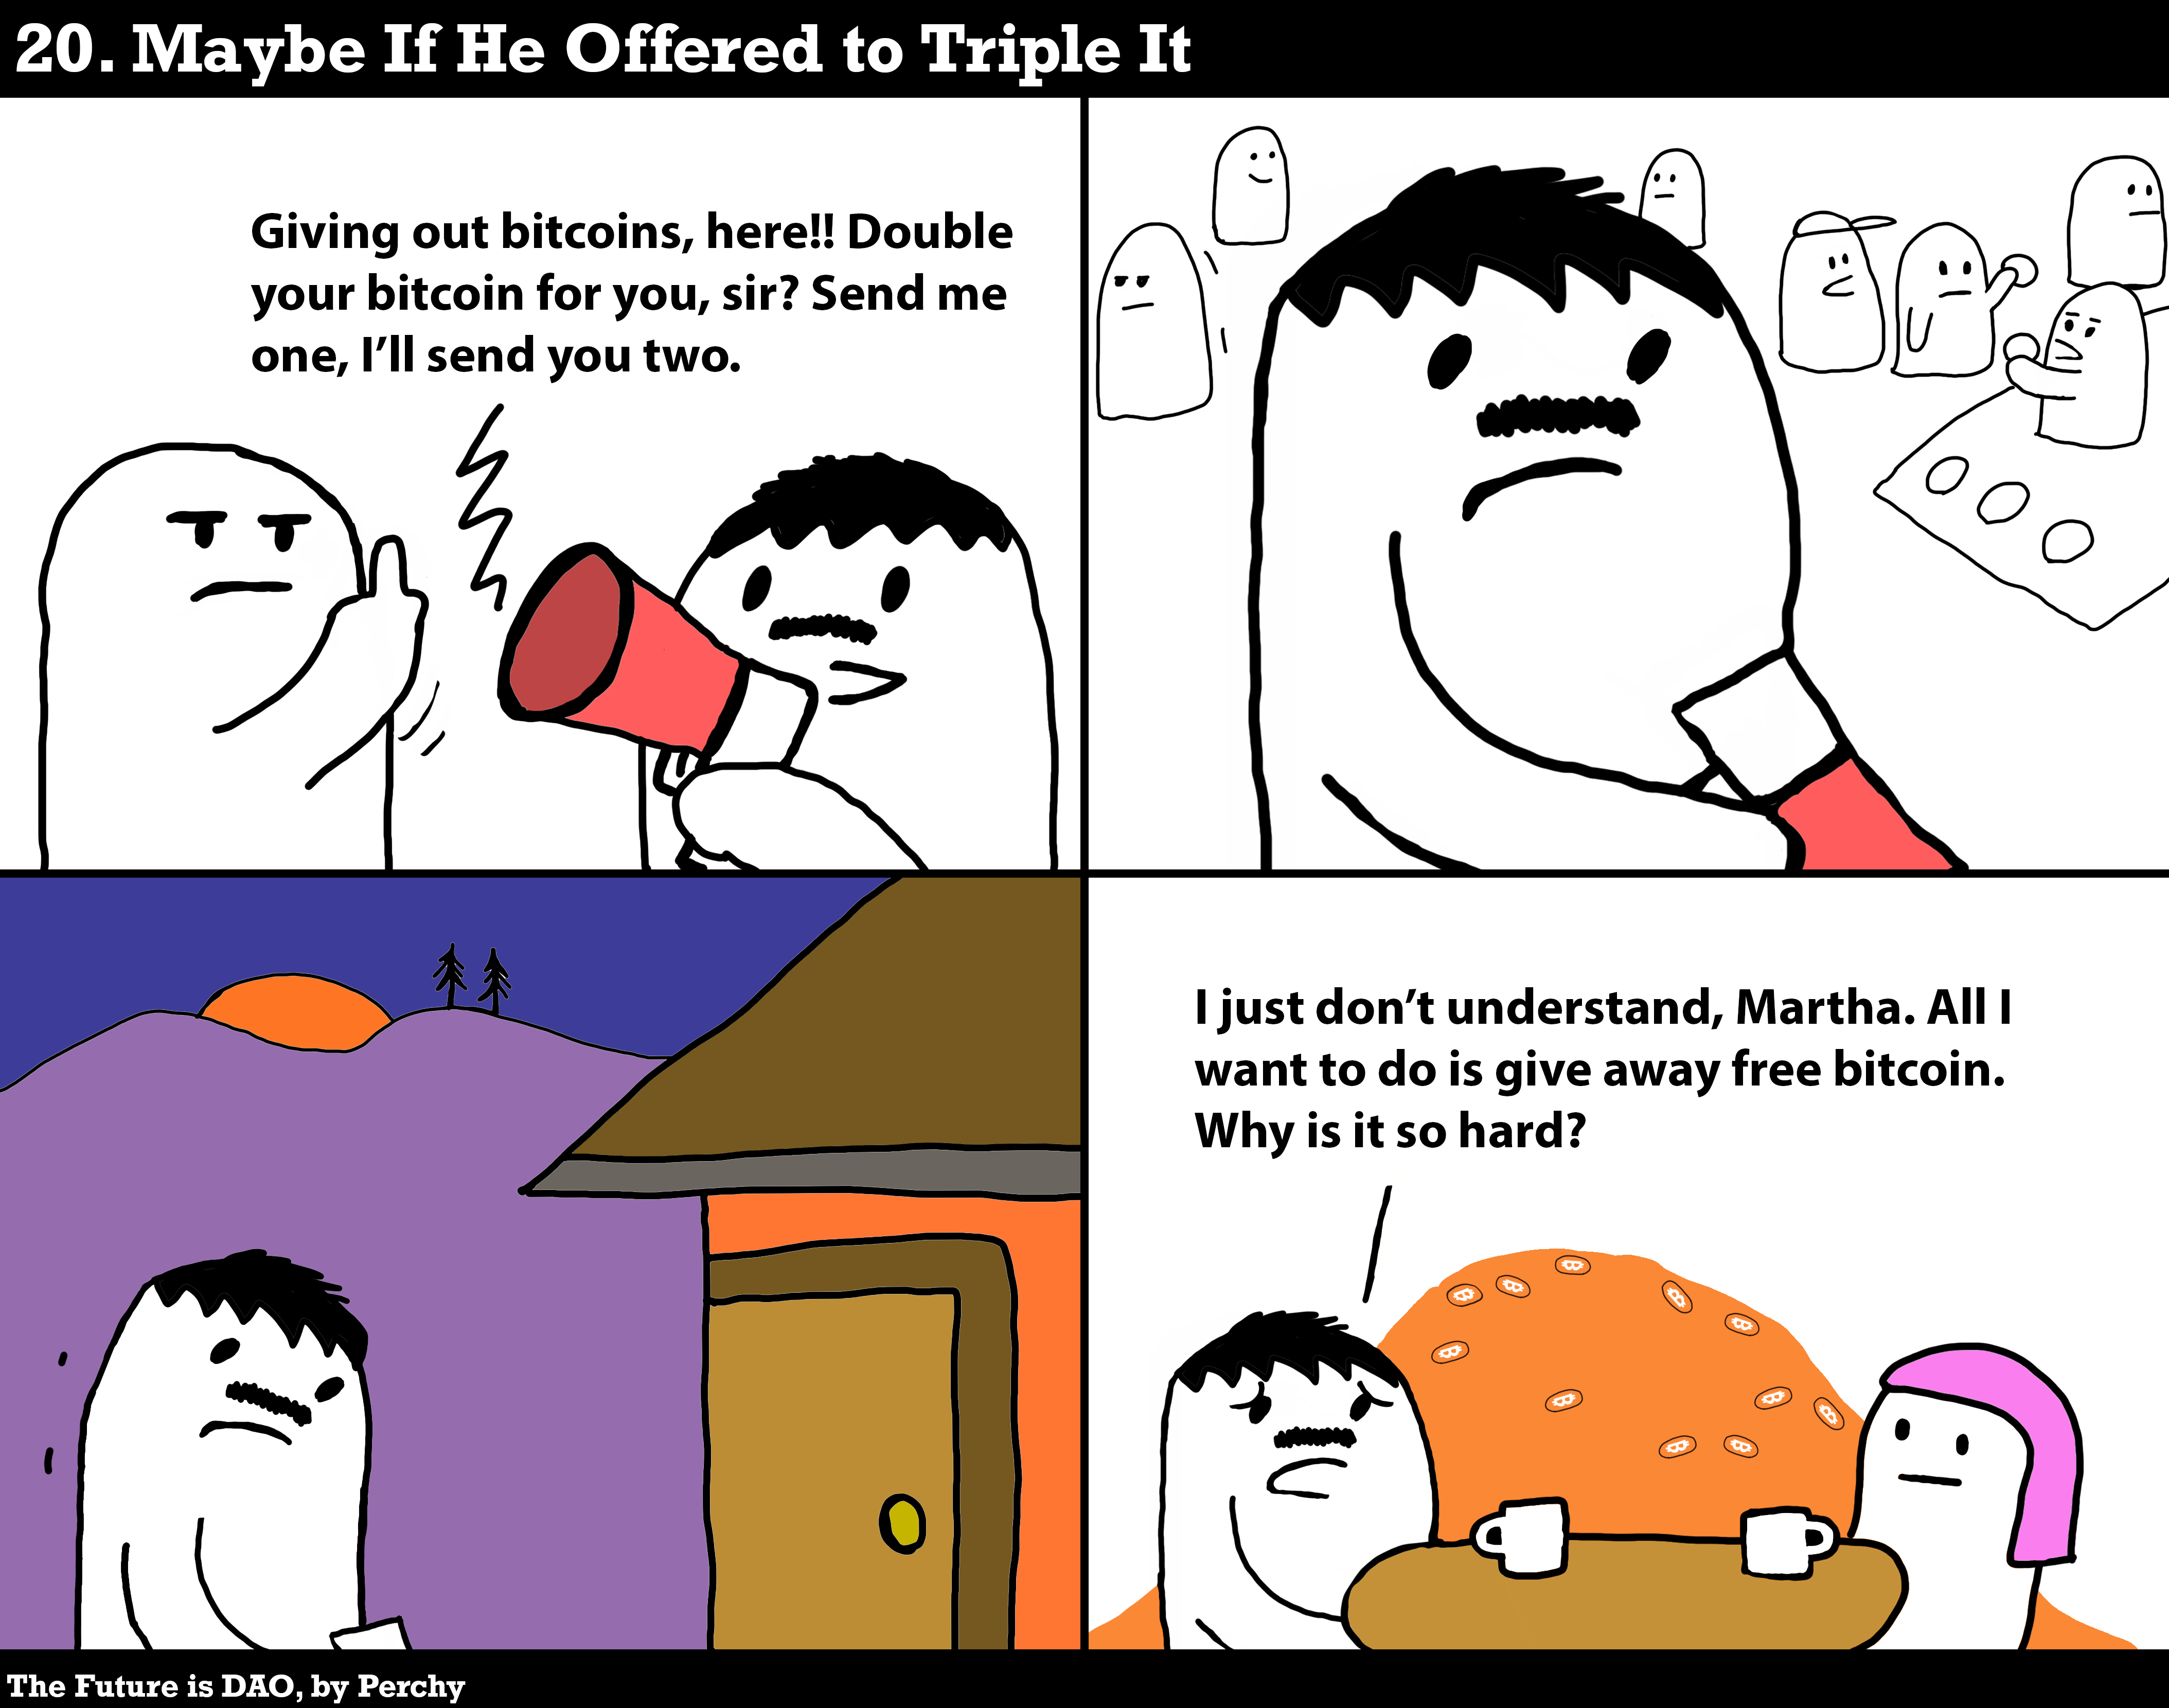 20. Maybe If He Offered to Triple It
Giving out bitcoins, here!! Double
your bitcoin for you, sir? Send me
one, I'll send you two.
I just don't understand, Martha. All I
want to do is give away free bitcoin.
Why is it so hard?
The Future is DAO, by Perchy